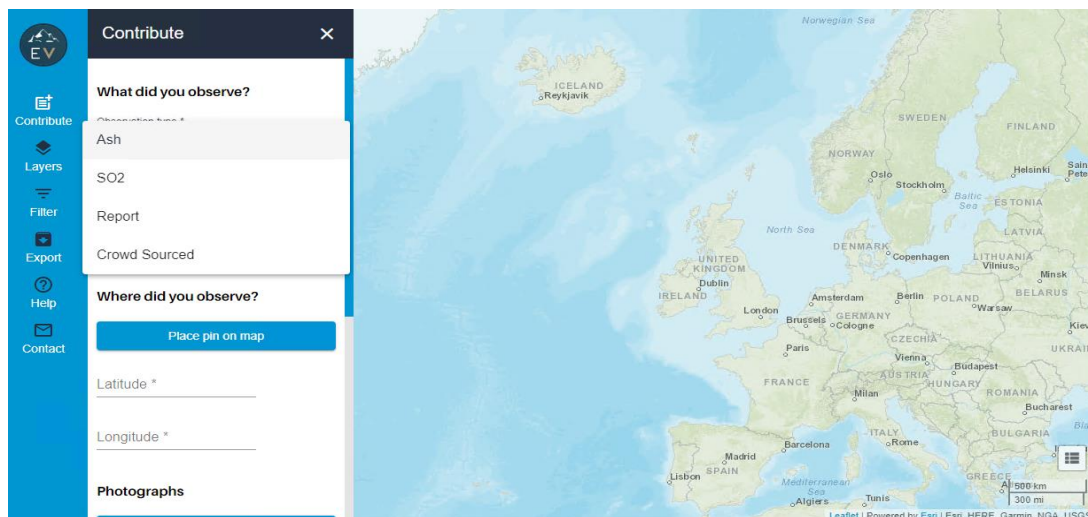 EV
Contribute
Layers
Filter
Export
Help
Contact
Contribute ×
What did you observe?
Observation type *
Ash
SO2
Report
Crowd Sourced
Where did you observe?
Place pin on map
Latitude *
Longitude *
Photographs
Norwegian Sea
ICELAND
Reykjavik
SWEDEN
FINLAND
NORWAY
Helsinki
Oslo
Stockholm
Baltic
Sea
ESTONIA
North Sea
LATVIA
DENMARK
Copenhagen
LITHUANIA
Vilnius
UNITED
KINGDOM
Minsk
Dublin
IRELAND
Amsterdam
Berlin
POLAND
BELARUS
Warsaw
London
Brussels
GERMANY
Cologne
CZECHIA
Paris
Vienna
Budapest
AUSTRIA
HUNGARY
FRANCE
Milan
ROMANIA
Bucharest
ITALY
Rome
BULGARIA
Barcelona
Madrid
SPAIN
Lisbon
Mediterranean
Sea
GREECE
500 km
300 mi
Algiers
Tunis
Leaflet | Powered by Esri | Esri, HERE, Garmin, NGA, USGS